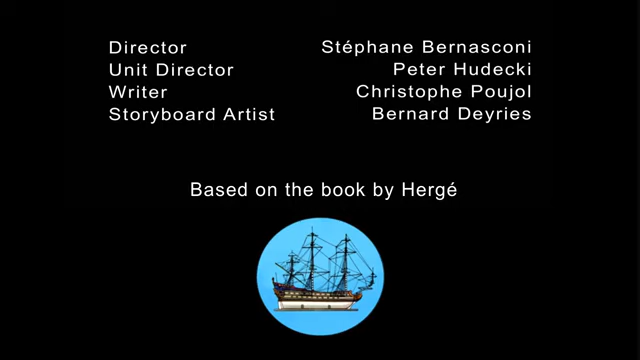 Director Stéphane Bernasconi
Unit Director Peter Hudecki
Writer Christophe Poujol
Storyboard Artist Bernard Deyries
Based on the book by Hergé